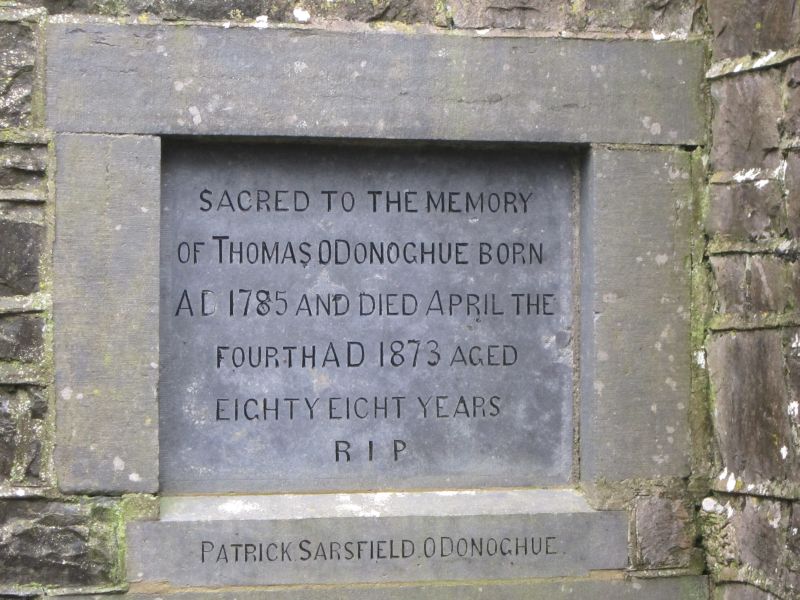 SACRED TO THE MEMORY
OF THOMAS ODONOGHUE BORN
AD 1785 AND DIED APRIL THE
FOURTH AD 1873 AGED
EIGHTY EIGHT YEARS
R I P
PATRICK SARSFIELD ODONOGHUE